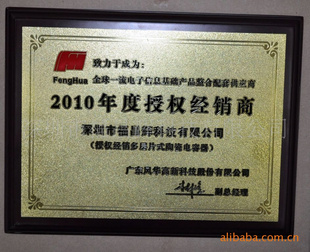 致力于成为:
FengHua 全球一流电子信息基础产品整合配套供应商
2010年度授权经销商
深圳市福晶辉科技有限公司
(授权经销多层片式陶瓷电容器)
广东风华高新科技股份有限公司
副总经理
alibaba.com.cn